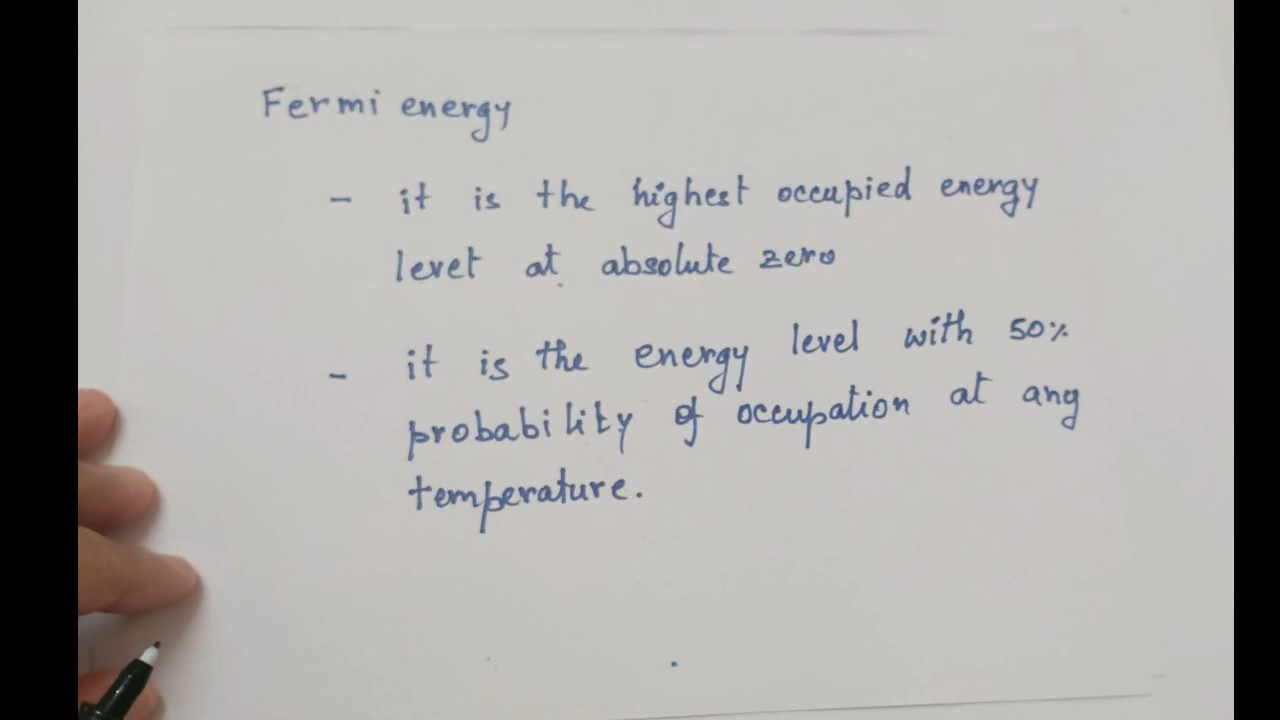 Fermi energy
- it is the highest occupied energy
level at absolute zero
- it is the energy level with 50%
probability of occupation at any
temperature.